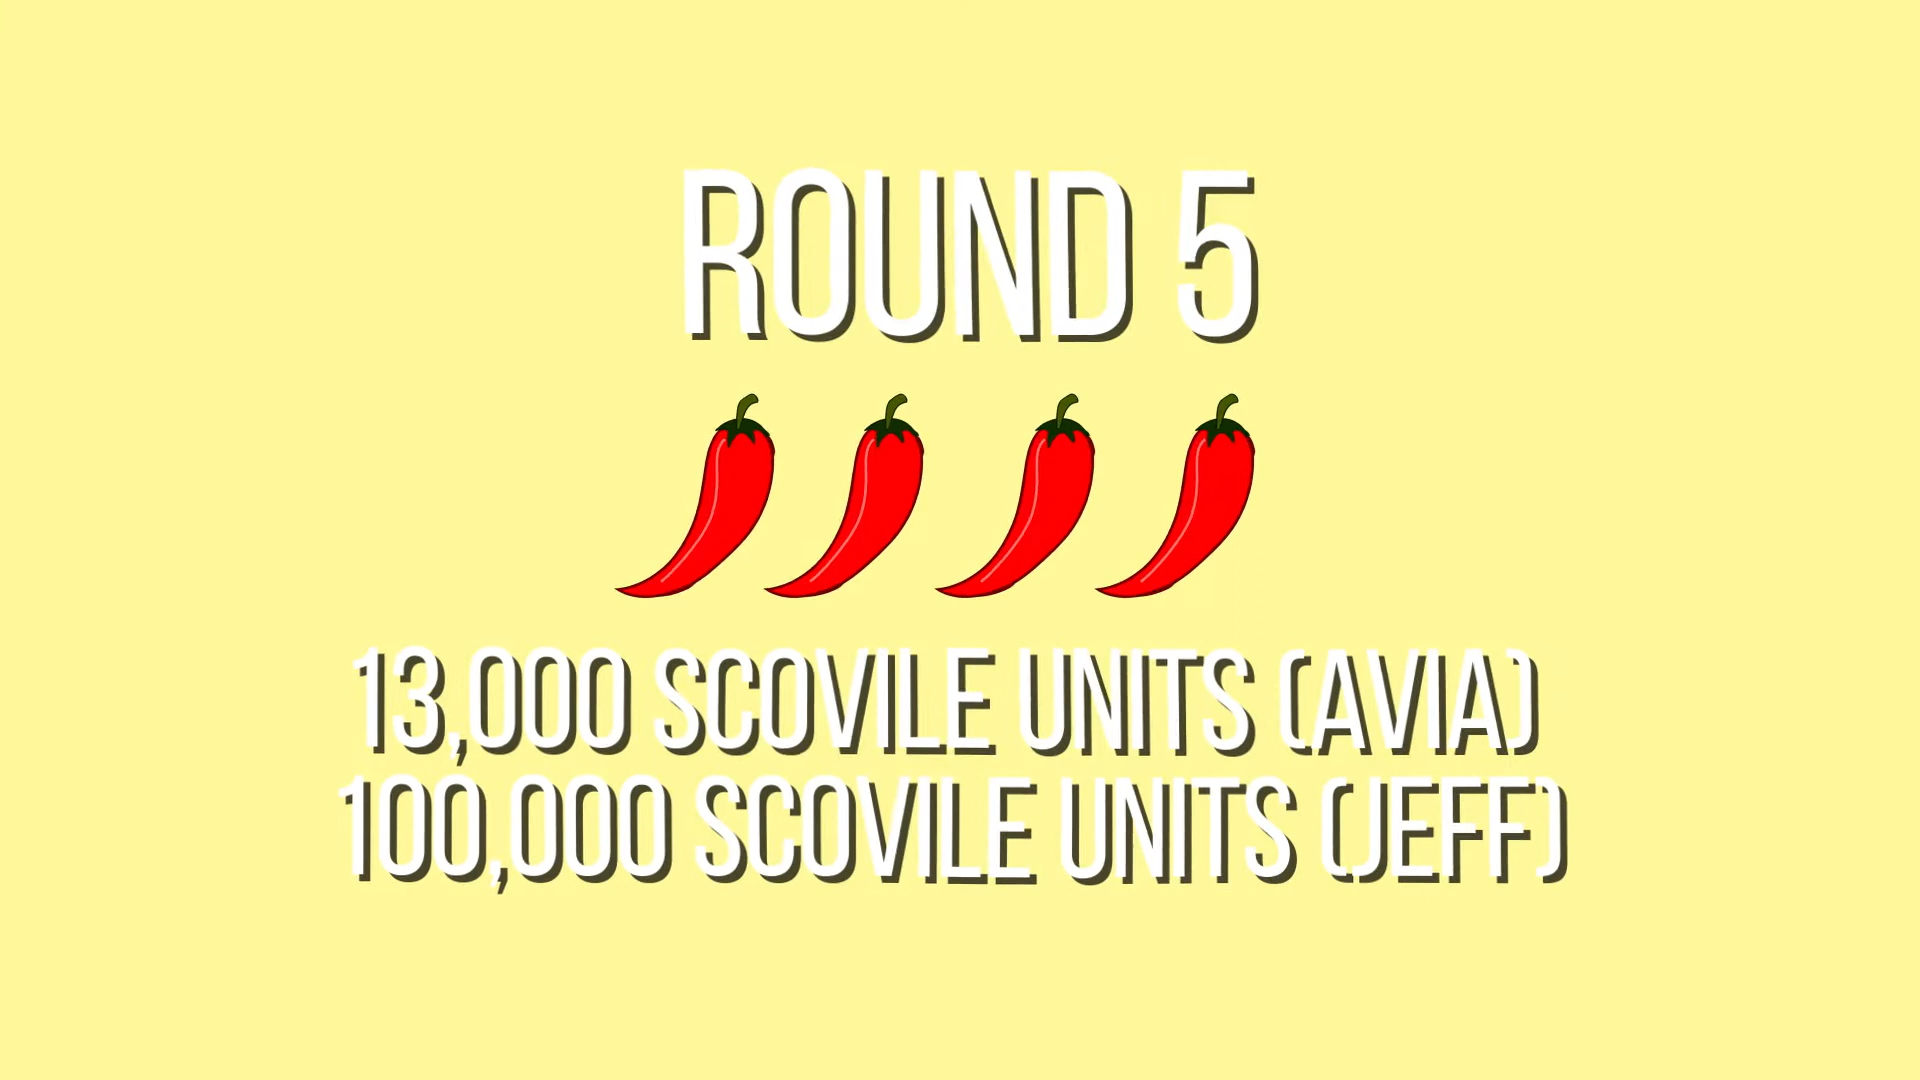 ROUND 5
13,000 SCOVILE UNITS (AVIA)
100,000 SCOVILE UNITS (JEFF)